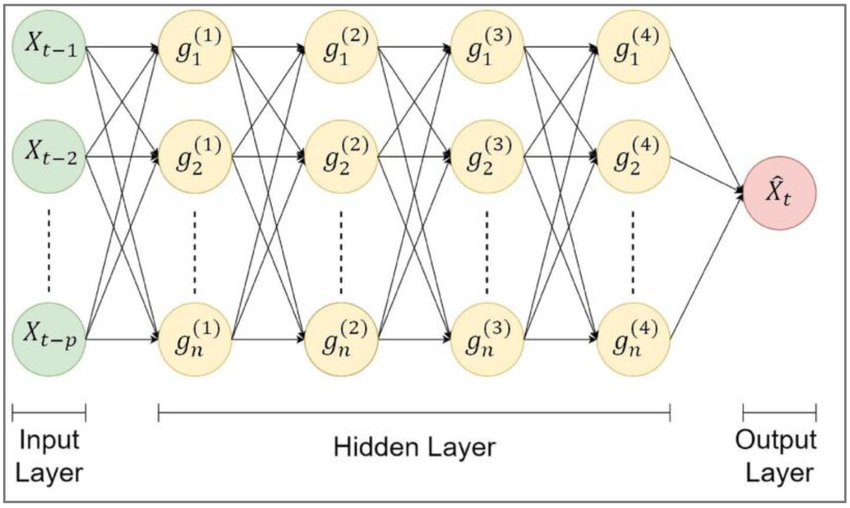 X_{t-1} g_1^{(1)} g_1^{(2)} g_1^{(3)} g_1^{(4)}
X_{t-2} g_2^{(1)} g_2^{(2)} g_2^{(3)} g_2^{(4)}
X̂_t
X_{t-p} g_n^{(1)} g_n^{(2)} g_n^{(3)} g_n^{(4)}
Input
Layer
Hidden Layer
Output
Layer